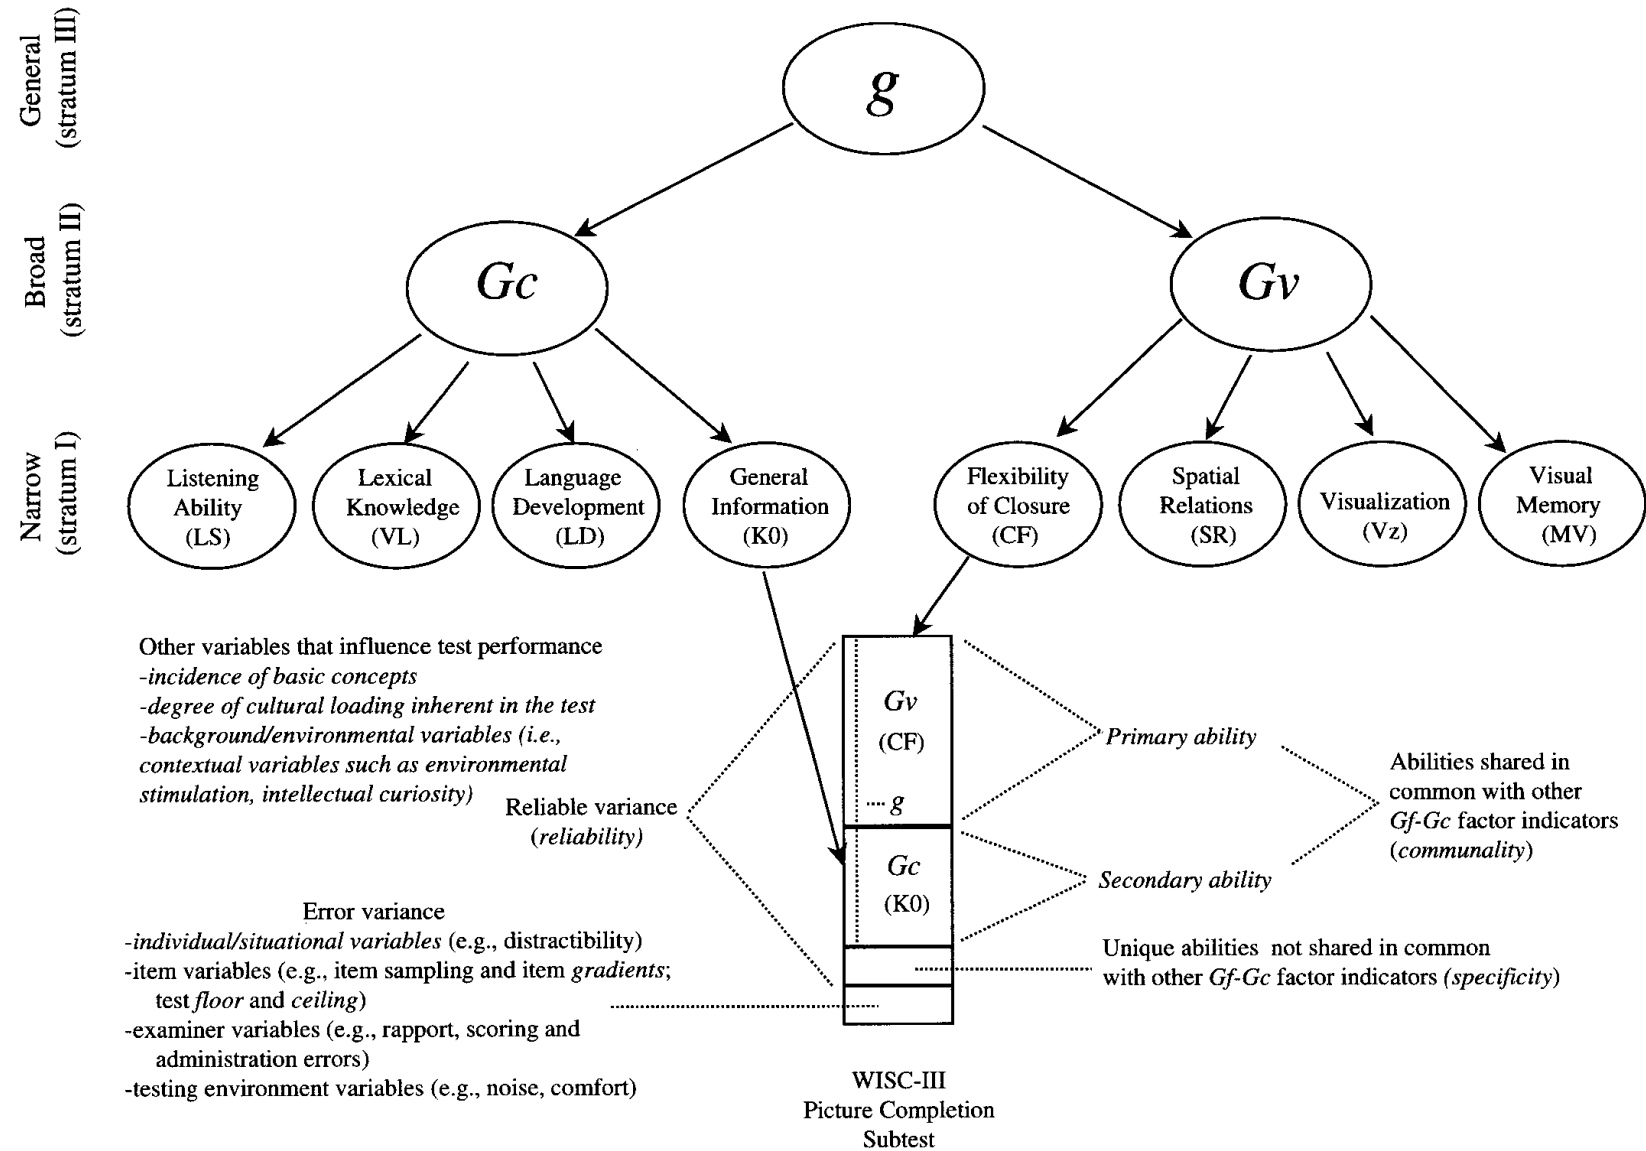 General
(stratum III)
g
Broad
(stratum II)
Gc
Gv
Narrow
(stratum I)
Listening
Ability
(LS)
Lexical
Knowledge
(VL)
Language
Development
(LD)
General
Information
(K0)
Flexibility
of Closure
(CF)
Spatial
Relations
(SR)
Visualization
(Vz)
Visual
Memory
(MV)
Other variables that influence test performance
-incidence of basic concepts
-degree of cultural loading inherent in the test
-background/environmental variables (i.e.,
contextual variables such as environmental
stimulation, intellectual curiosity)
Reliable variance
(reliability)
Gv
(CF)
g
Gc
(K0)
Primary ability
Secondary ability
Abilities shared in
common with other
Gf-Gc factor indicators
(communality)
Error variance
-individual/situational variables (e.g., distractibility)
-item variables (e.g., item sampling and item gradients;
test floor and ceiling)
-examiner variables (e.g., rapport, scoring and
administration errors)
-testing environment variables (e.g., noise, comfort)
Unique abilities not shared in common
with other Gf-Gc factor indicators (specificity)
WISC-III
Picture Completion
Subtest